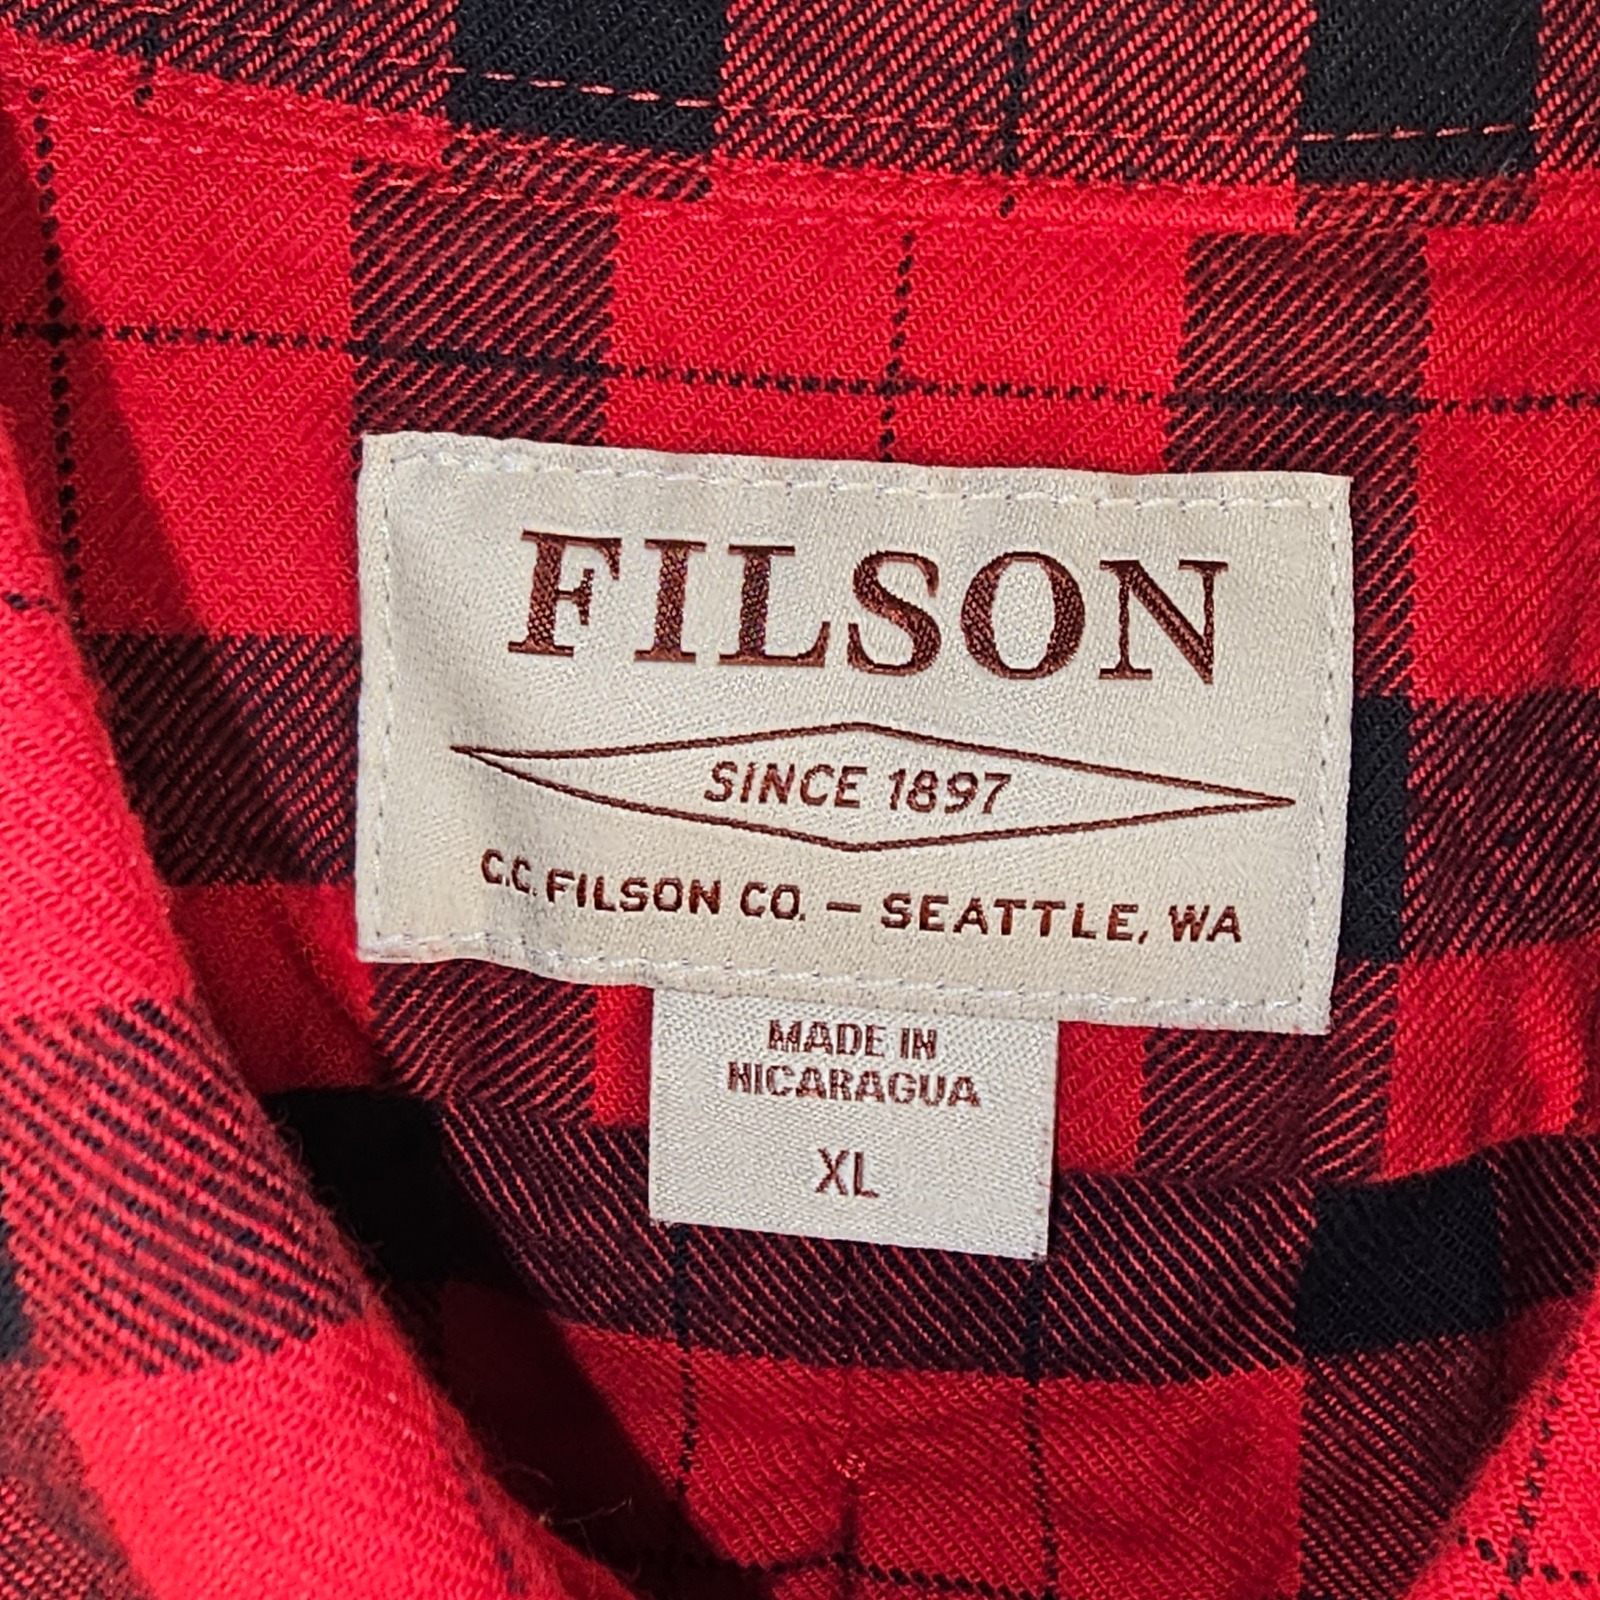 FILSON
SINCE 1897
C.C. FILSON CO. – SEATTLE, WA
MADE IN
NICARAGUA
XL